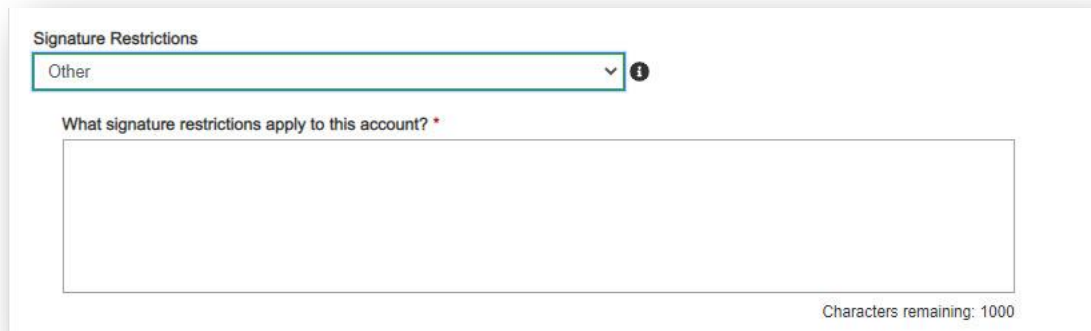 Signature Restrictions
Other
What signature restrictions apply to this account? *
Characters remaining: 1000